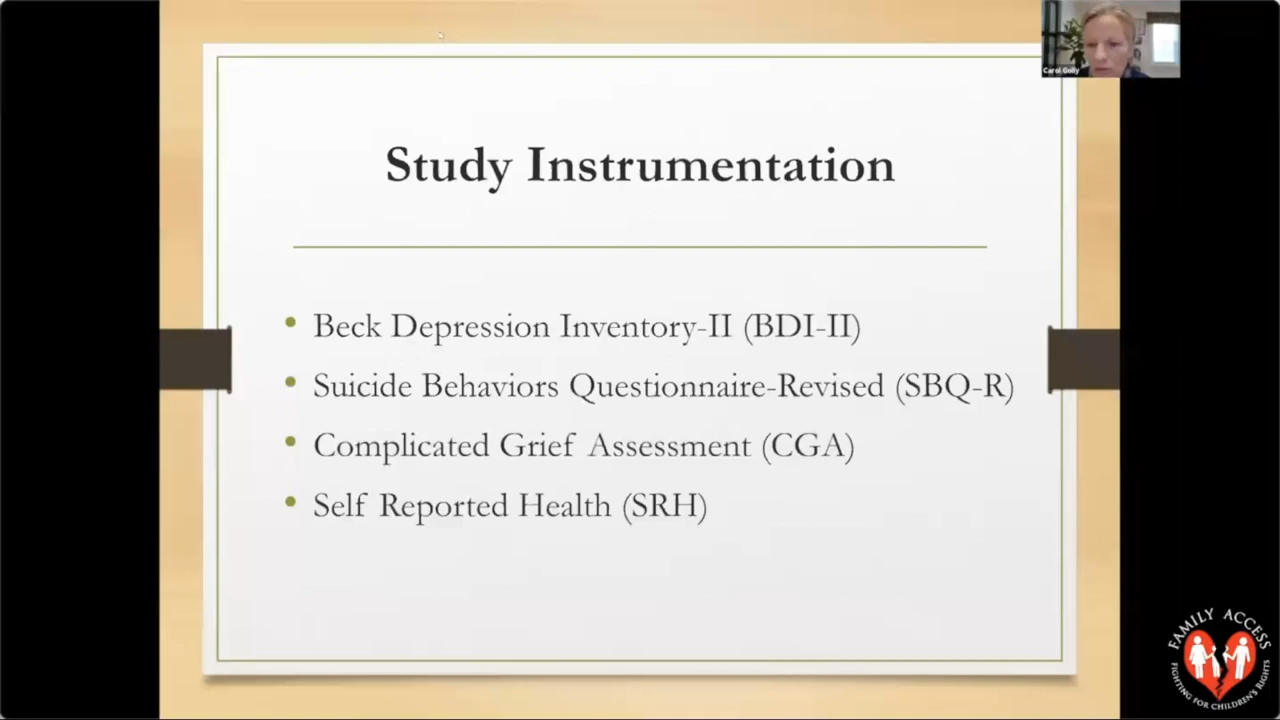 Carol Golly
Study Instrumentation
• Beck Depression Inventory-II (BDI-II)
• Suicide Behaviors Questionnaire-Revised (SBQ-R)
• Complicated Grief Assessment (CGA)
• Self Reported Health (SRH)
FAMILY ACCESS
FIGHTING FOR CHILDREN'S RIGHTS